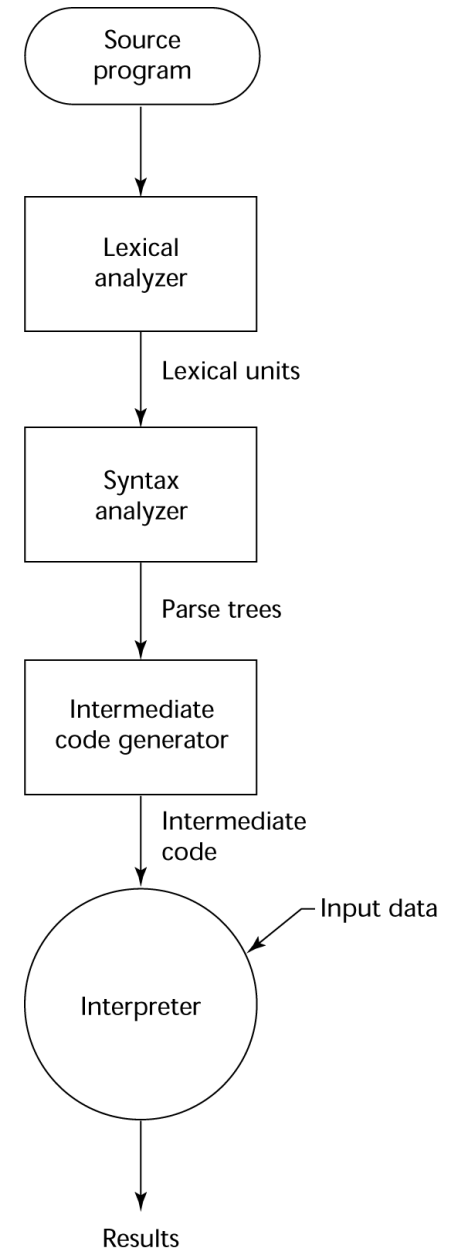 Source
program
Lexical
analyzer
Lexical units
Syntax
analyzer
Parse trees
Intermediate
code generator
Intermediate
code
Input data
Interpreter
Results